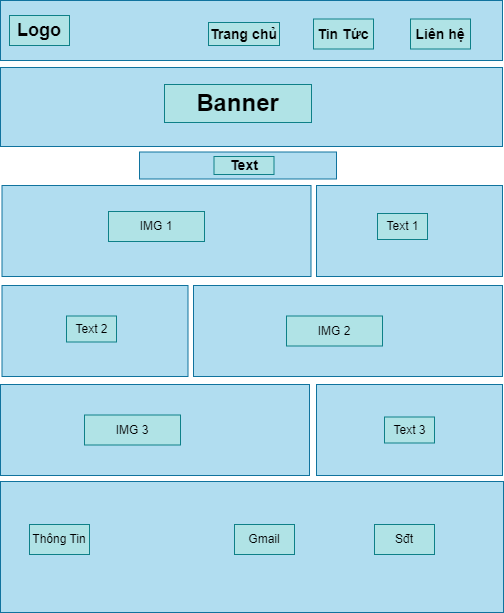 Logo
Trang chủ
Tin Tức
Liên hệ
Banner
Text
IMG 1
Text 1
Text 2
IMG 2
IMG 3
Text 3
Thông Tin
Gmail
Sđt